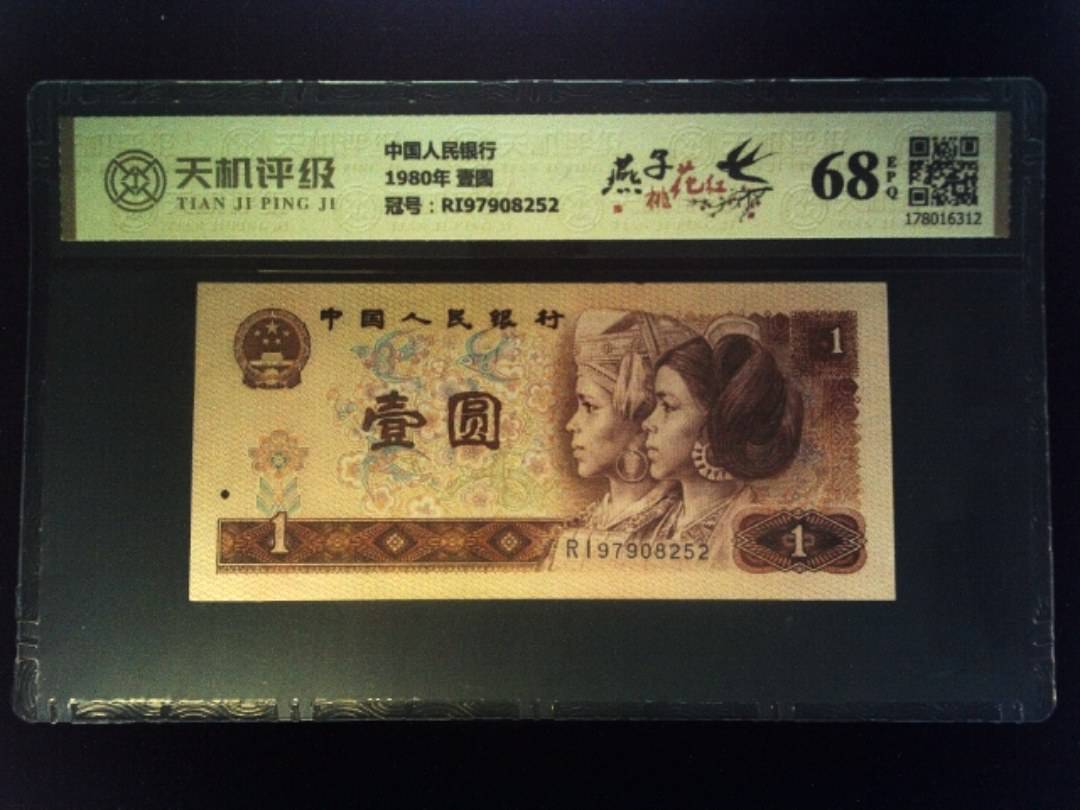 天机评级
TIAN JI PING JI
中国人民银行
1980年 壹圆
冠号：RI97908252
燕子
桃花红
68
EPQ
178016312
中国人民银行
1
壹圆
1
RI97908252
1